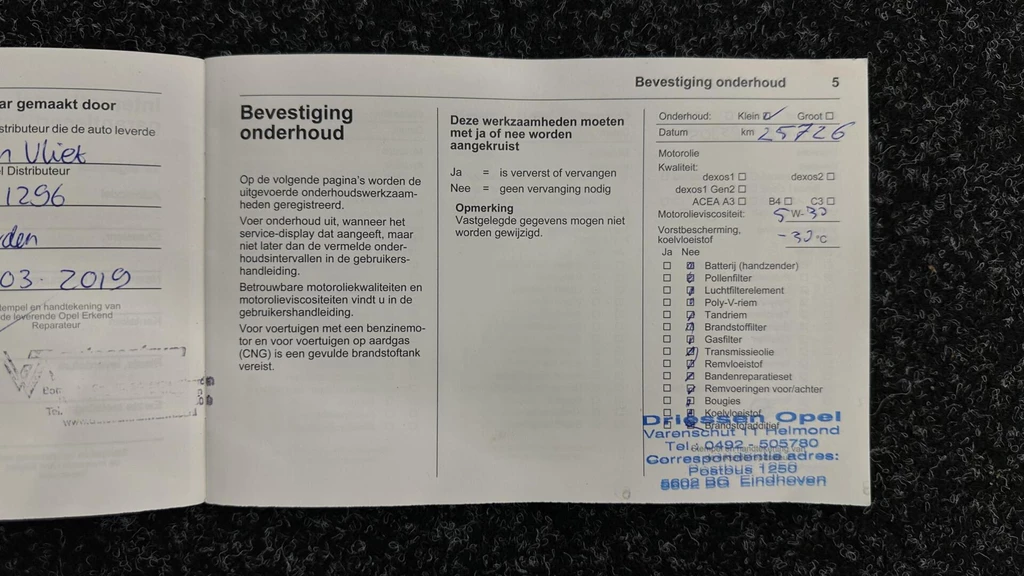 Bevestiging onderhoud 5
ar gemaakt door
stributeur die de auto leverde
n Vliet
l Distributeur
1296
den
03. 2019
tempel en handtekening van
de leverende Opel Erkend
Reparateur
Tel.
Bevestiging
onderhoud
Op de volgende pagina's worden de
uitgevoerde onderhoudswerkzaam-
heden geregistreerd.
Voer onderhoud uit, wanneer het
service-display dat aangeeft, maar
niet later dan de vermelde onder-
houdsintervallen in de gebruikers-
handleiding.
Betrouwbare motoroliekwaliteiten en
motorolieviscositeiten vindt u in de
gebruikershandleiding.
Voor voertuigen met een benzinemo-
tor en voor voertuigen op aardgas
(CNG) is een gevulde brandstoftank
vereist.
Deze werkzaamheden moeten
met ja of nee worden
aangekruist
Ja = is ververst of vervangen
Nee = geen vervanging nodig
Opmerking
Vastgelegde gegevens mogen niet
worden gewijzigd.
Onderhoud: Klein Groot
Datum km 25726
Motorolie
Kwaliteit:
dexos1 dexos2
dexos1 Gen2
ACEA A3 B4 C3
Motorolieviscositeit: 5 W-30
Vorstbescherming,
koelvloeistof -30 °C
Ja Nee
Batterij (handzender)
Pollenfilter
Luchtfilterelement
Poly-V-riem
Tandriem
Brandstoffilter
Gasfilter
Transmissieolie
Remvloeistof
Bandenreparatieset
Remvoeringen voor/achter
Bougies
Koelvloeistof
Brandstofadditief
Driessen Opel
Varenschut 11 Helmond
Tel. 0492 - 505780
Correspondentie adres:
Postbus 1250
5602 BG Eindhoven